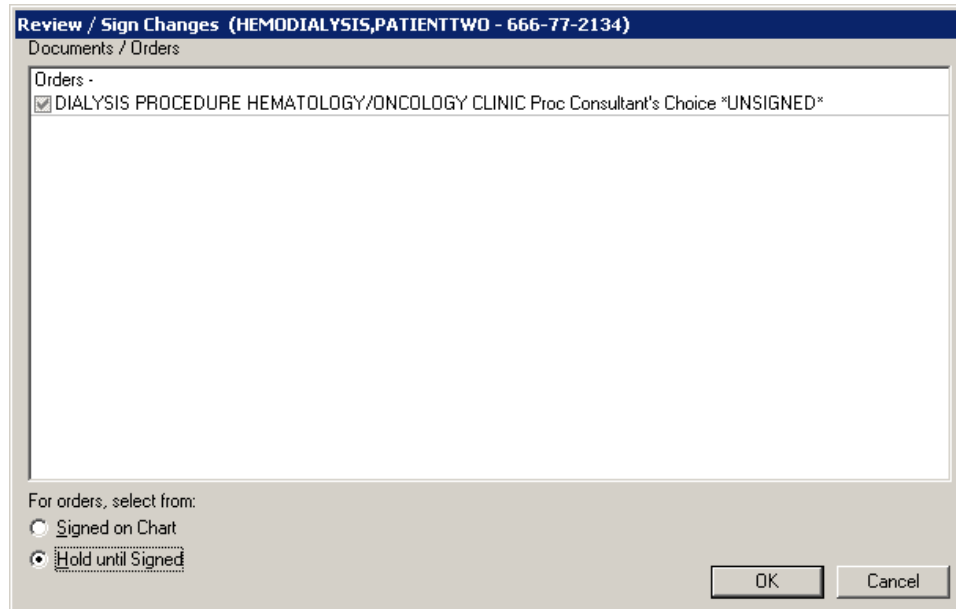 Review / Sign Changes (HEMODIALYSIS,PATIENTTWO - 666-77-2134)
Documents / Orders
Orders -
DIALYSIS PROCEDURE HEMATOLOGY/ONCOLOGY CLINIC Proc Consultant's Choice *UNSIGNED*
For orders, select from:
Signed on Chart
Hold until Signed
OK Cancel